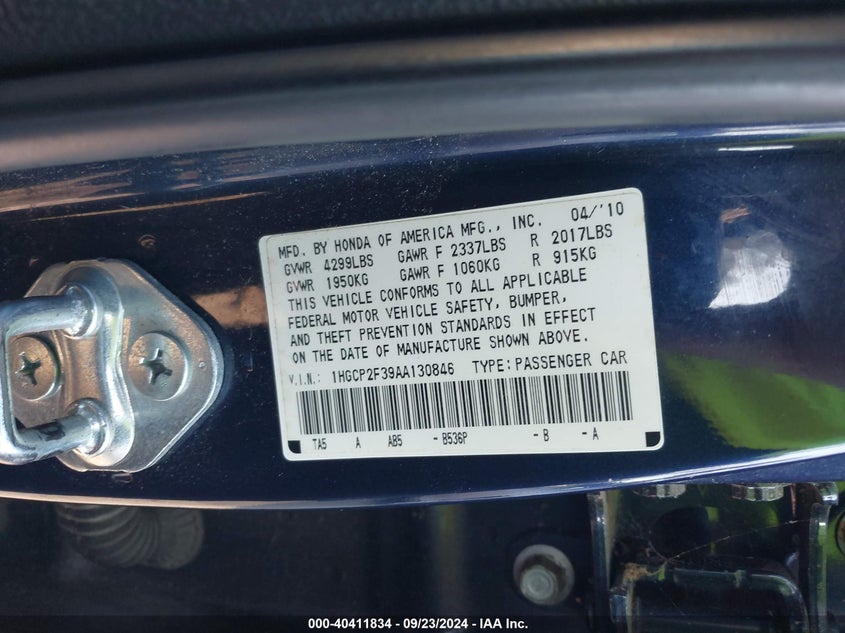 MFD. BY HONDA OF AMERICA MFG., INC. 04/'10
GVWR 4299LBS GAWR F 2337LBS R 2017LBS
GVWR 1950KG GAWR F 1060KG R 915KG
THIS VEHICLE CONFORMS TO ALL APPLICABLE
FEDERAL MOTOR VEHICLE SAFETY, BUMPER,
AND THEFT PREVENTION STANDARDS IN EFFECT
ON THE DATE OF MANUFACTURE SHOWN ABOVE.
V.I.N.: 1HGCP2F39AA130846 TYPE:PASSENGER CAR
TA5 A AB5 - B536P - B - A
000-40411834 / 09/23/2024 - IAA Inc.